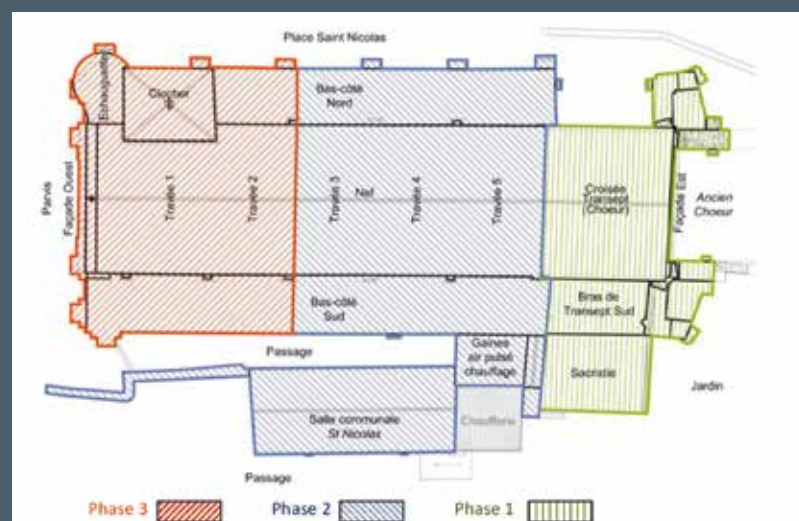 Place Saint Nicolas
Echauguette
Clocher
Bas-côté
Nord
Parvis
Façade Ouest
Travée 1
Travée 2
Travée 3
Nef
Travée 4
Travée 5
Croisée
Transept
(Choeur)
Façade Est
Ancien
Choeur
Bas-côté
Sud
Bras de
Transept Sud
Passage
Gaines
air pulsé
chauffage
Sacristie
Jardin
Salle communale
St Nicolas
Chaufferie
Passage
Phase 3
Phase 2
Phase 1